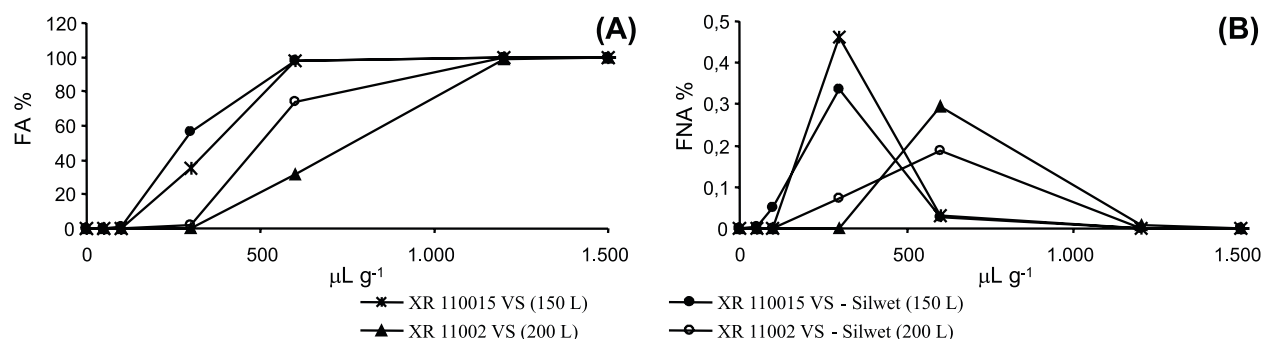 (A)
FA %
120
100
80
60
40
20
0
0 500 1.000 1.500
µL g-1
(B)
FNA %
0,5
0,4
0,3
0,2
0,1
0
0 500 1.000 1.500
µL g-1
XR 110015 VS (150 L)
XR 110015 VS - Silwet (150 L)
XR 11002 VS (200 L)
XR 11002 VS - Silwet (200 L)